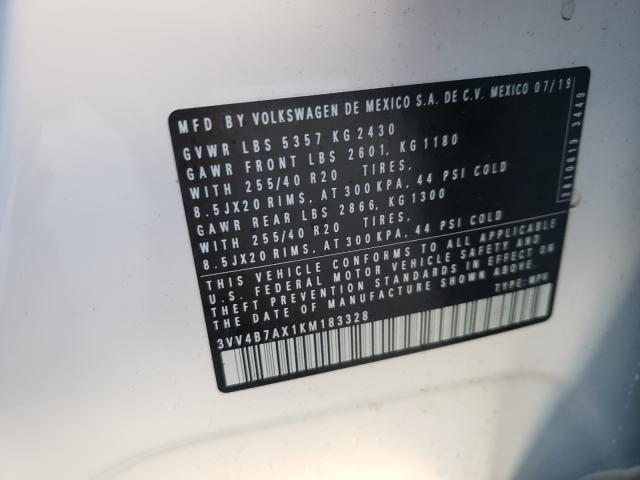 MFD BY VOLKSWAGEN DE MEXICO S.A. DE C.V. MEXICO 07/19
GVWR LBS 5357 KG 2430
GAWR FRONT LBS 2601, KG 1180
WITH 255/40 R20 TIRES,
8.5JX20 RIMS, AT 300 KPA, 44 PSI COLD
GAWR REAR LBS 2866, KG 1300
WITH 255/40 R20 TIRES,
8.5JX20 RIMS, AT 300 KPA, 44 PSI COLD
THIS VEHICLE CONFORMS TO ALL APPLICABLE
U.S. FEDERAL MOTOR VEHICLE SAFETY AND
THEFT PREVENTION STANDARDS IN EFFECT ON
THE DATE OF MANUFACTURE SHOWN ABOVE.
TYPE: MPV
3VV4B7AX1KM183328
3449